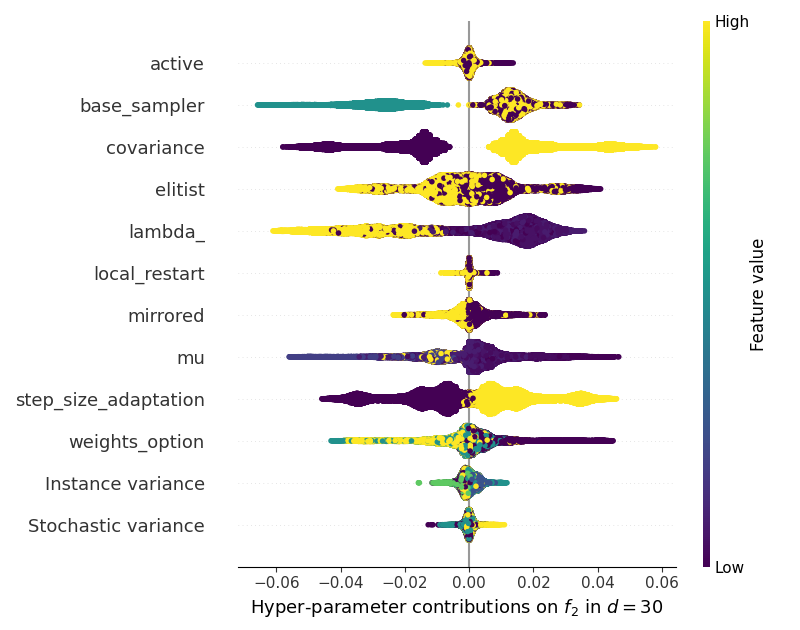 High
active
base_sampler
covariance
elitist
lambda_
local_restart
mirrored
mu
step_size_adaptation
weights_option
Instance variance
Stochastic variance
Feature value
Low
−0.06 −0.04 −0.02 0.00 0.02 0.04 0.06
Hyper-parameter contributions on f₂ in d = 30